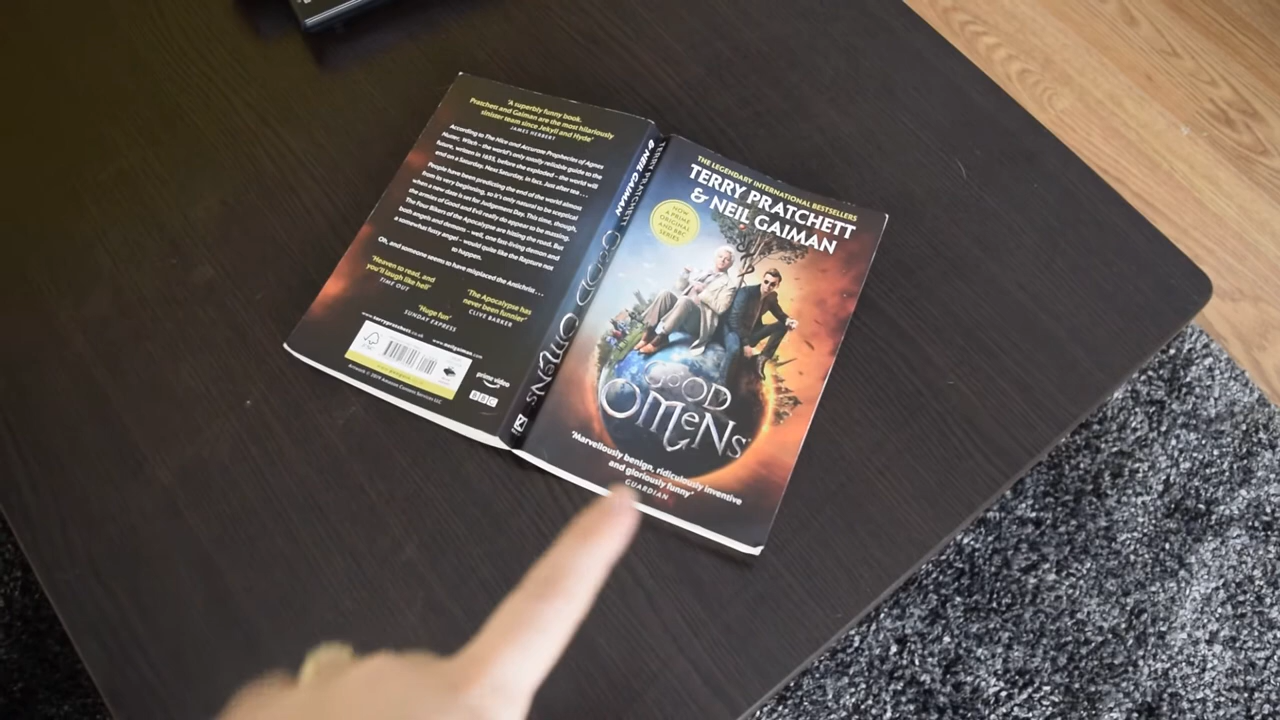 "A superbly funny book.
Pratchett and Gaiman are the most hilariously
sinister team since Jekyll and Hyde"
JAMES HERBERT
According to The Nice and Accurate Prophecies of Agnes
Nutter, Witch – the world's only totally reliable guide to the
future, written in 1655, before she exploded – the world will
end on a Saturday. Next Saturday, in fact. Just after tea . . .
People have been predicting the end of the world almost
from its very beginning, so it's only natural to be sceptical
when a new date is set for Judgement Day. This time, though,
the armies of Good and Evil really do appear to be massing.
The Four Bikers of the Apocalypse are hitting the road. But
both angels and demons – well, one fast-living demon and
a somewhat fussy angel – would quite like the Rapture not
to happen.
Oh, and someone seems to have misplaced the Antichrist . . .
'Heaven to read, and
you'll laugh like hell'
TIME OUT
'Huge fun'
SUNDAY EXPRESS
'The Apocalypse has
never been funnier'
CLIVE BARKER
www.terrypratchett.co.uk
www.neilgaiman.com
FSC
prime video
BBC
Artwork © 2019 Amazon Content Services LLC
TERRY PRATCHETT
& NEIL GAIMAN
GOOD OMENS
THE LEGENDARY INTERNATIONAL BESTSELLERS
TERRY PRATCHETT
& NEIL GAIMAN
NOW
A PRIME
ORIGINAL
AND BBC
SERIES
GOOD
OMENS
'Marvellously benign, ridiculously inventive
and gloriously funny'
GUARDIAN